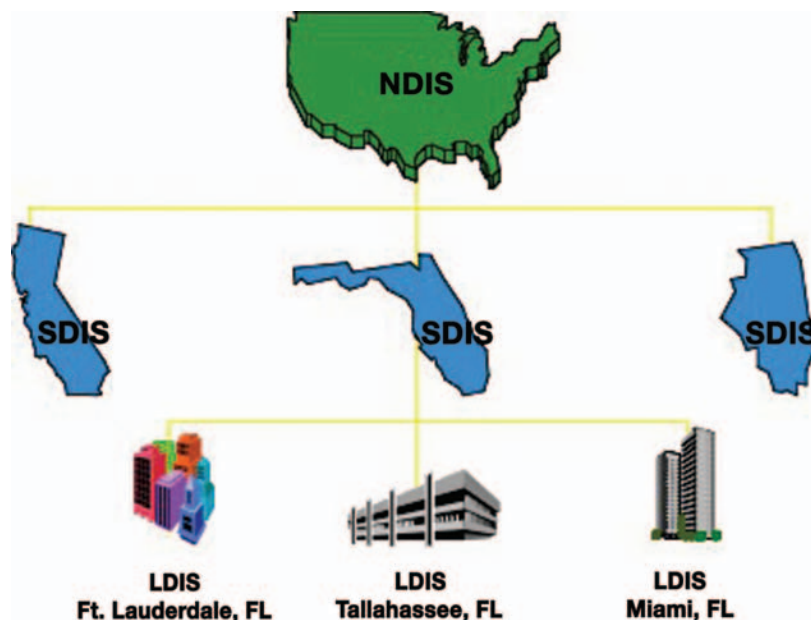 NDIS
SDIS
SDIS
SDIS
LDIS
Ft. Lauderdale, FL
LDIS
Tallahassee, FL
LDIS
Miami, FL